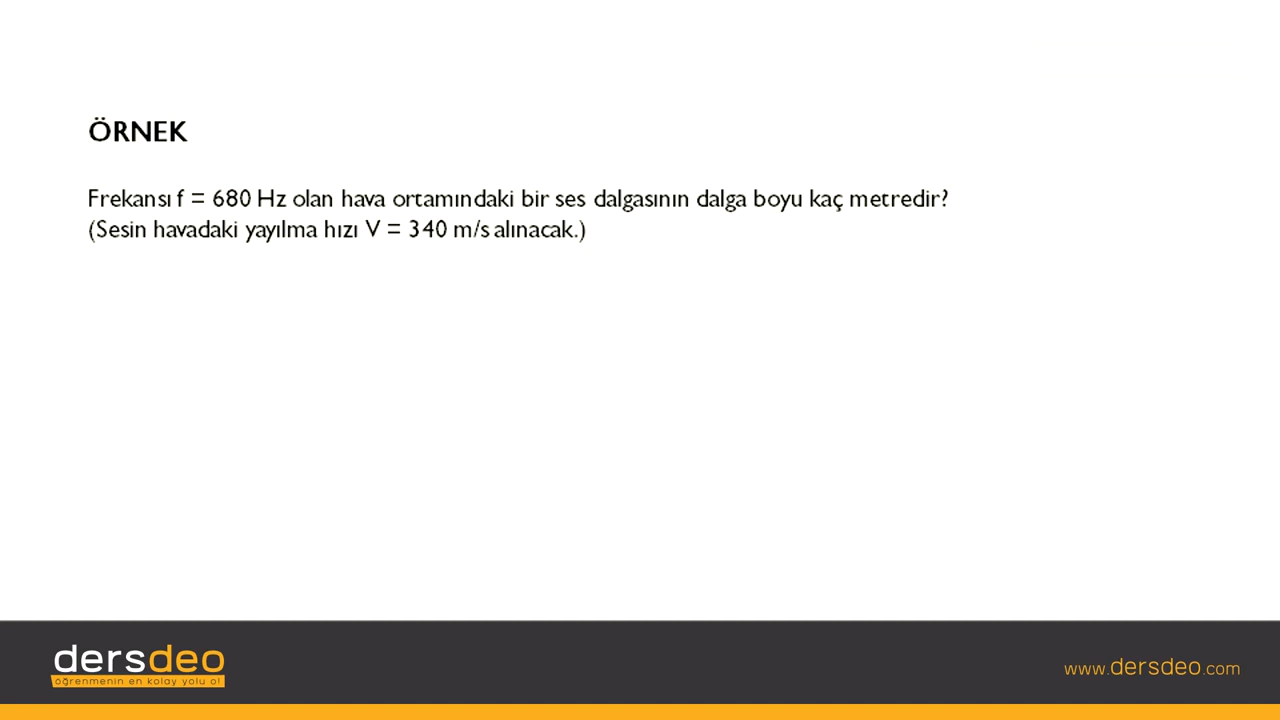 ÖRNEK
Frekansı f = 680 Hz olan hava ortamındaki bir ses dalgasının dalga boyu kaç metredir?
(Sesin havadaki yayılma hızı V = 340 m/s alınacak.)
dersdeo
öğrenmenin en kolay yolu o!
www.dersdeo.com